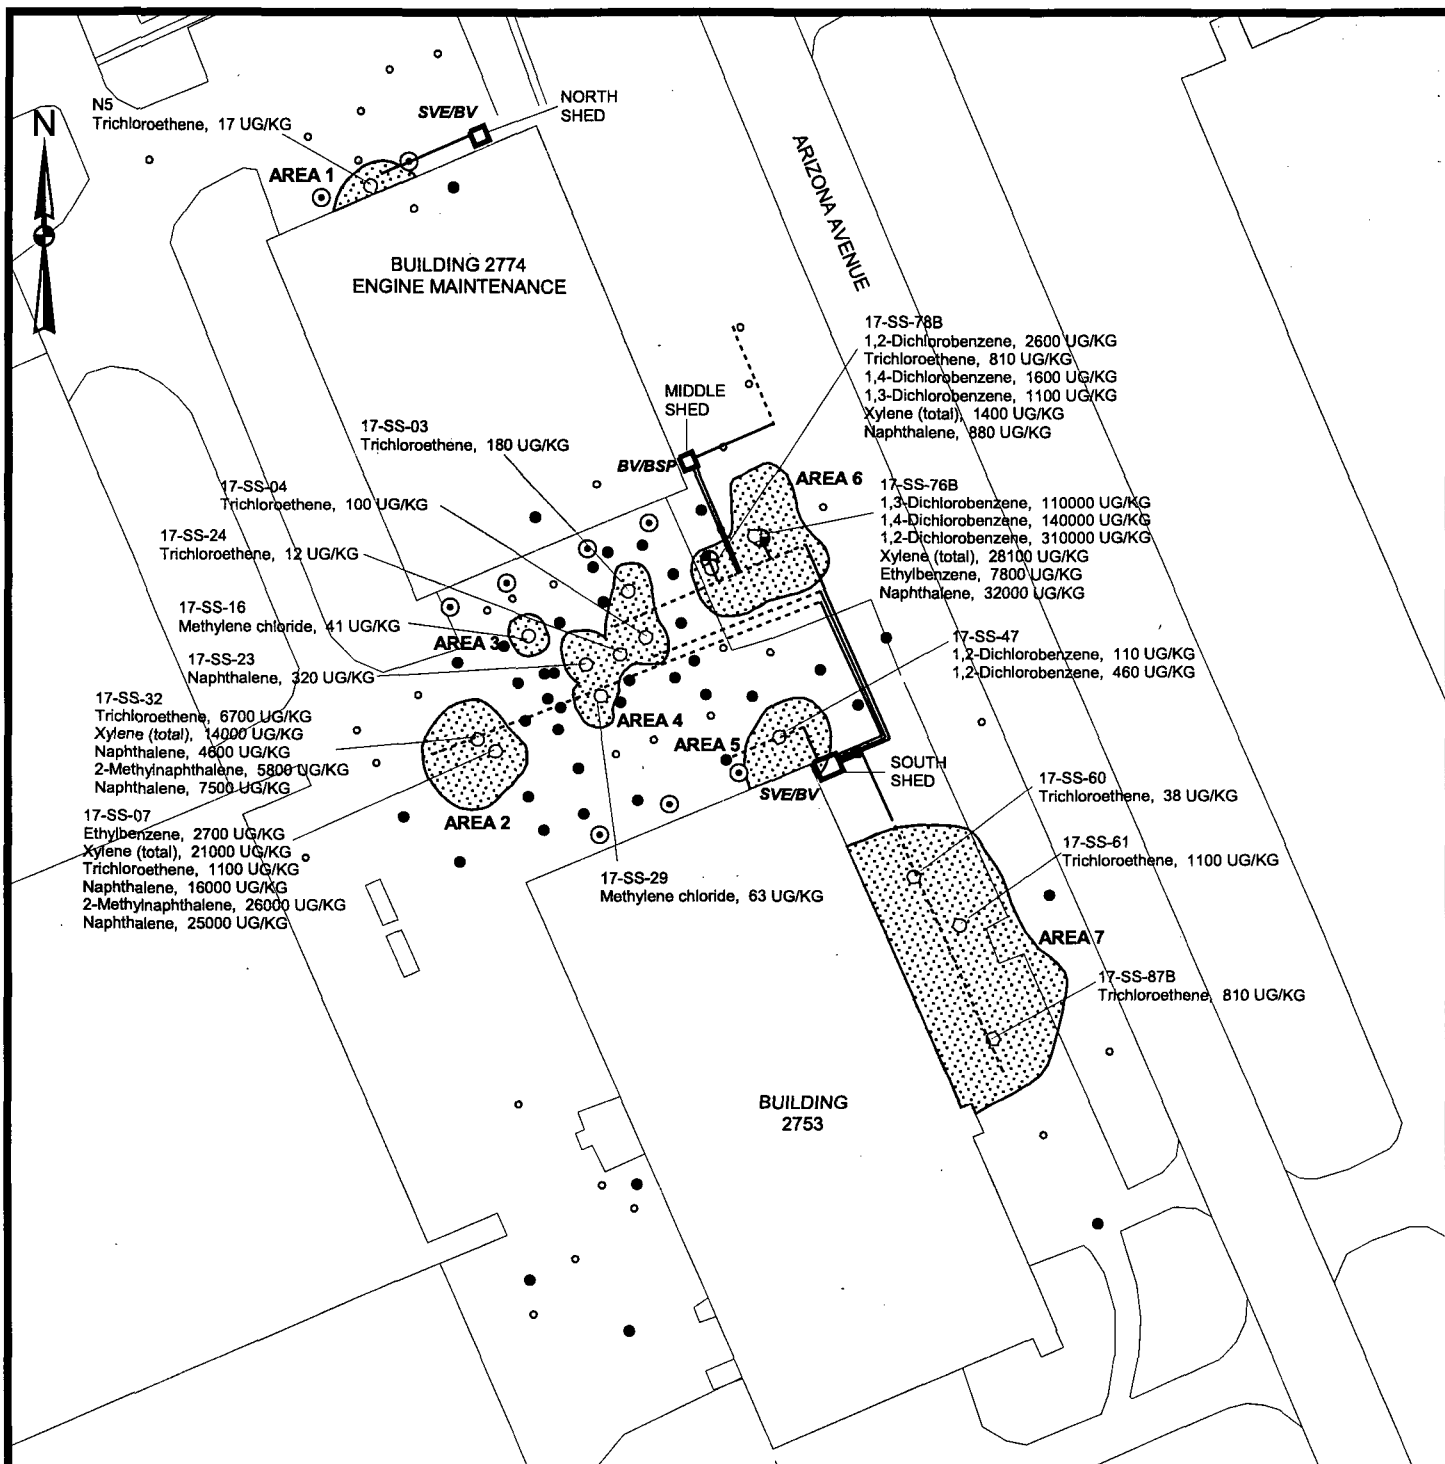 N5
Trichloroethene, 17 UG/KG
N
SVE/BV
NORTH
SHED
AREA 1
BUILDING 2774
ENGINE MAINTENANCE
ARIZONA AVENUE
17-SS-78B
1,2-Dichlorobenzene, 2600 UG/KG
Trichloroethene, 810 UG/KG
1,4-Dichlorobenzene, 1600 UG/KG
1,3-Dichlorobenzene, 1100 UG/KG
Xylene (total), 1400 UG/KG
Naphthalene, 880 UG/KG
MIDDLE
SHED
BV/BSP
AREA 6
17-SS-03
Trichloroethene, 180 UG/KG
17-SS-04
Trichloroethene, 100 UG/KG
17-SS-76B
1,3-Dichlorobenzene, 110000 UG/KG
1,4-Dichlorobenzene, 140000 UG/KG
1,2-Dichlorobenzene, 310000 UG/KG
Xylene (total), 28100 UG/KG
Ethylbenzene, 7800 UG/KG
Naphthalene, 32000 UG/KG
17-SS-24
Trichloroethene, 12 UG/KG
17-SS-16
Methylene chloride, 41 UG/KG
AREA 3
17-SS-47
1,2-Dichlorobenzene, 110 UG/KG
1,2-Dichlorobenzene, 460 UG/KG
17-SS-23
Naphthalene, 320 UG/KG
17-SS-32
Trichloroethene, 6700 UG/KG
Xylene (total), 14000 UG/KG
Naphthalene, 4600 UG/KG
2-Methylnaphthalene, 5800 UG/KG
Naphthalene, 7500 UG/KG
AREA 4
AREA 5
SOUTH
SHED
SVE/BV
AREA 2
17-SS-60
Trichloroethene, 38 UG/KG
17-SS-07
Ethylbenzene, 2700 UG/KG
Xylene (total), 21000 UG/KG
Trichloroethene, 1100 UG/KG
Naphthalene, 16000 UG/KG
2-Methylnaphthalene, 26000 UG/KG
Naphthalene, 25000 UG/KG
17-SS-61
Trichloroethene, 1100 UG/KG
17-SS-29
Methylene chloride, 63 UG/KG
AREA 7
17-SS-87B
Trichloroethene, 810 UG/KG
BUILDING
2753